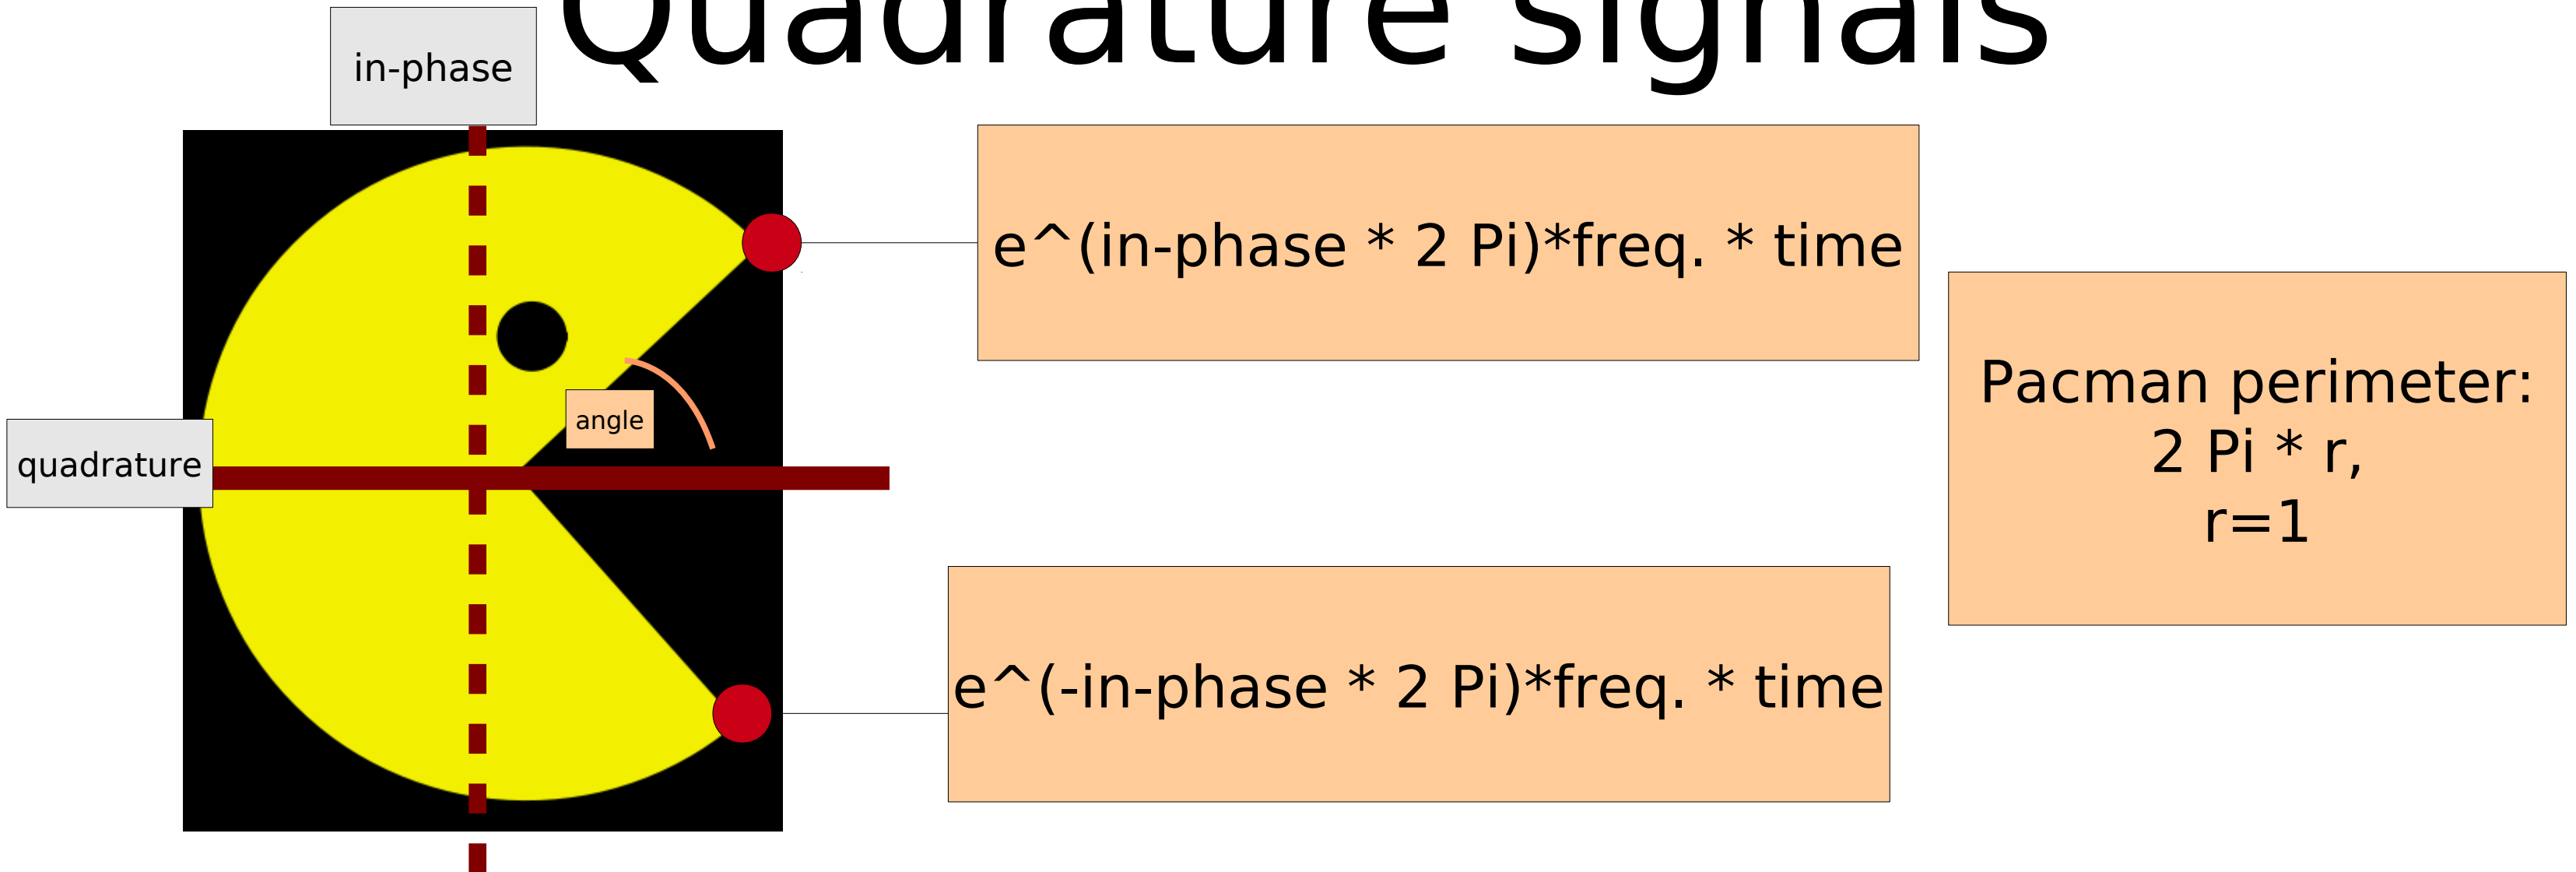 Quadrature signals
in-phase
e^(in-phase * 2 Pi)*freq. * time
Pacman perimeter:
2 Pi * r,
r=1
angle
quadrature
e^(-in-phase * 2 Pi)*freq. * time